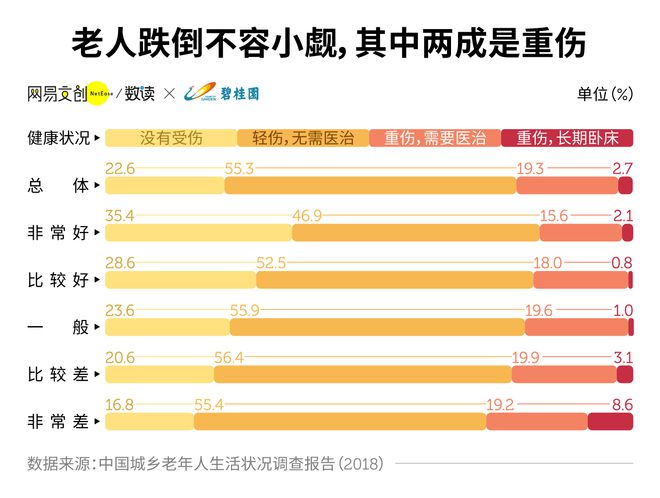 老人跌倒不容小觑，其中两成是重伤
网易文创 NetEase /数读 × 碧桂园 单位（%）
健康状况 没有受伤 轻伤，无需医治 重伤，需要医治 重伤，长期卧床
总体 22.6 55.3 19.3 2.7
非常好 35.4 46.9 15.6 2.1
比较好 28.6 52.5 18.0 0.8
一般 23.6 55.9 19.6 1.0
比较差 20.6 56.4 19.9 3.1
非常差 16.8 55.4 19.2 8.6
数据来源：中国城乡老年人生活状况调查报告（2018）